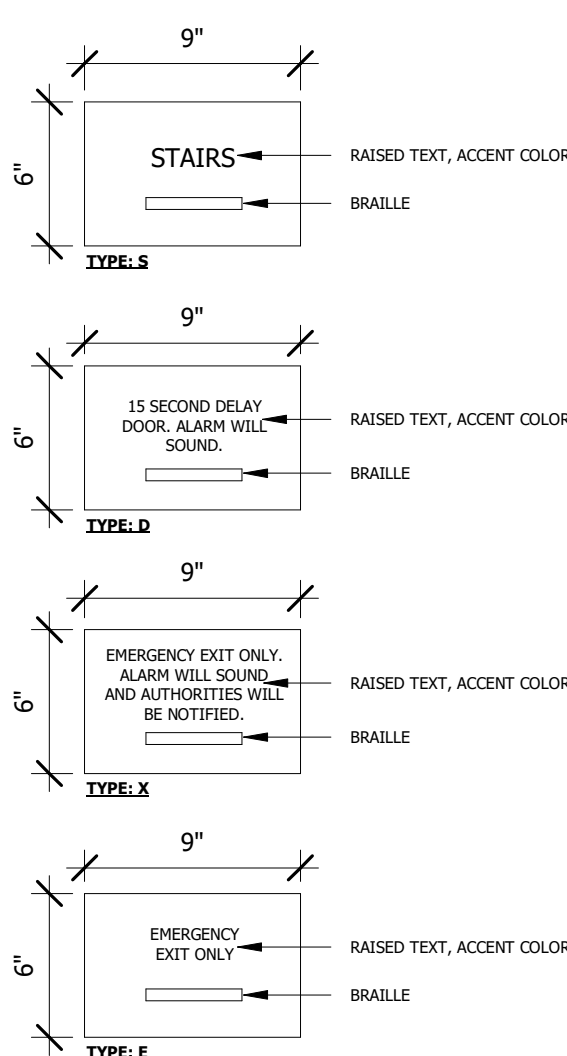 9"
6"
STAIRS
RAISED TEXT, ACCENT COLOR
BRAILLE
TYPE: S
9"
6"
15 SECOND DELAY
DOOR. ALARM WILL
SOUND.
RAISED TEXT, ACCENT COLOR
BRAILLE
TYPE: D
9"
6"
EMERGENCY EXIT ONLY.
ALARM WILL SOUND
AND AUTHORITIES WILL
BE NOTIFIED.
RAISED TEXT, ACCENT COLOR
BRAILLE
TYPE: X
9"
6"
EMERGENCY
EXIT ONLY
RAISED TEXT, ACCENT COLOR
BRAILLE
TYPE: E